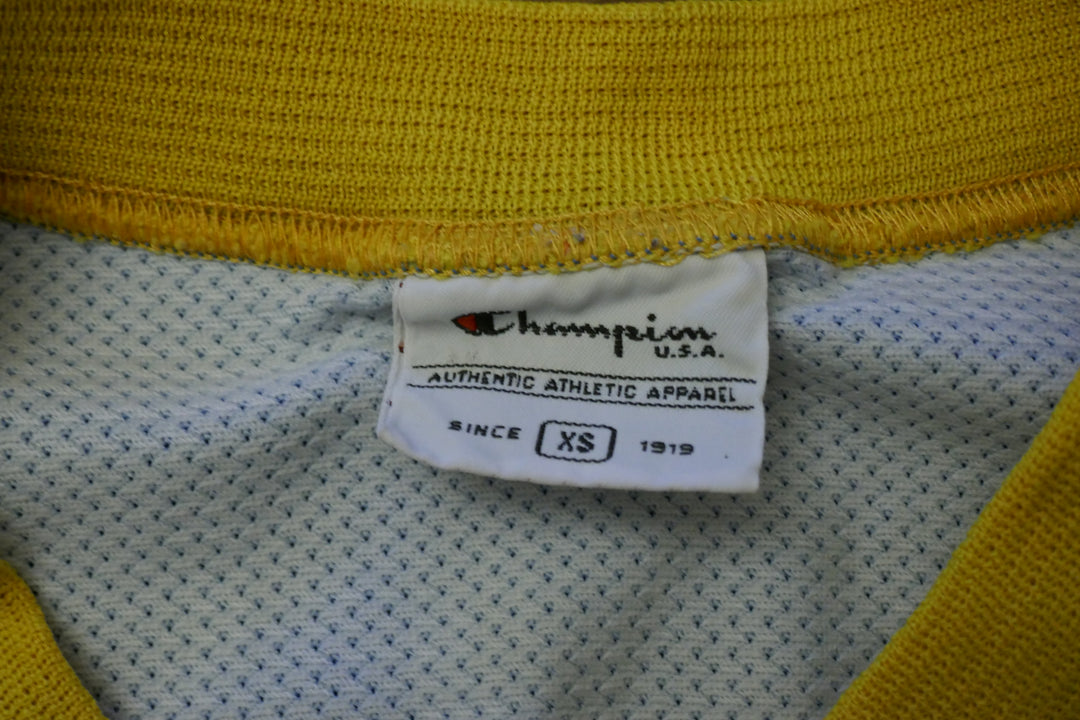 Champion
U.S.A.
AUTHENTIC ATHLETIC APPAREL
SINCE XS 1919